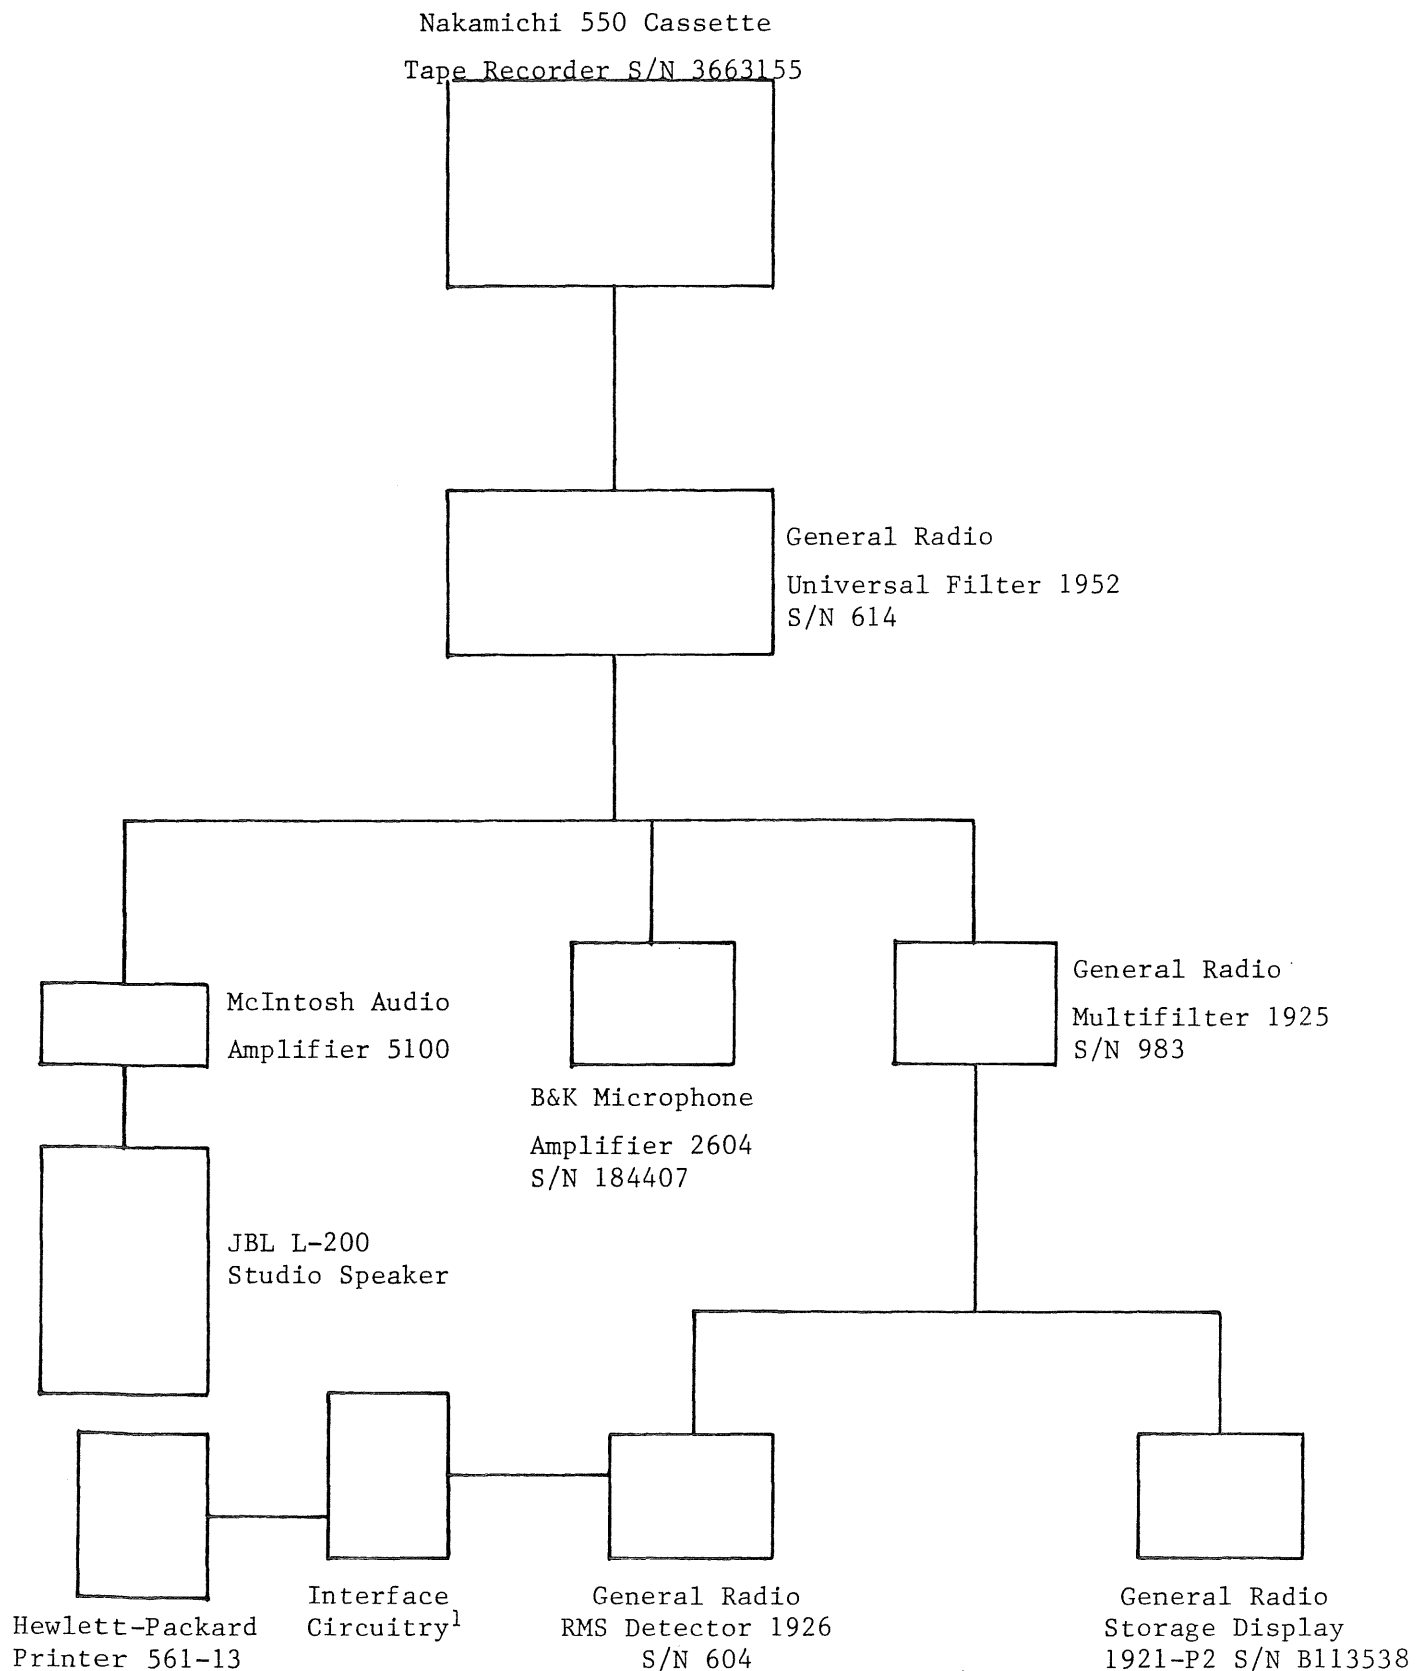 Nakamichi 550 Cassette
Tape Recorder S/N 3663155
General Radio
Universal Filter 1952
S/N 614
McIntosh Audio
Amplifier 5100
B&K Microphone
Amplifier 2604
S/N 184407
General Radio
Multifilter 1925
S/N 983
JBL L-200
Studio Speaker
Hewlett-Packard
Printer 561-13
Interface
Circuitry¹
General Radio
RMS Detector 1926
S/N 604
General Radio
Storage Display
1921-P2 S/N B113538